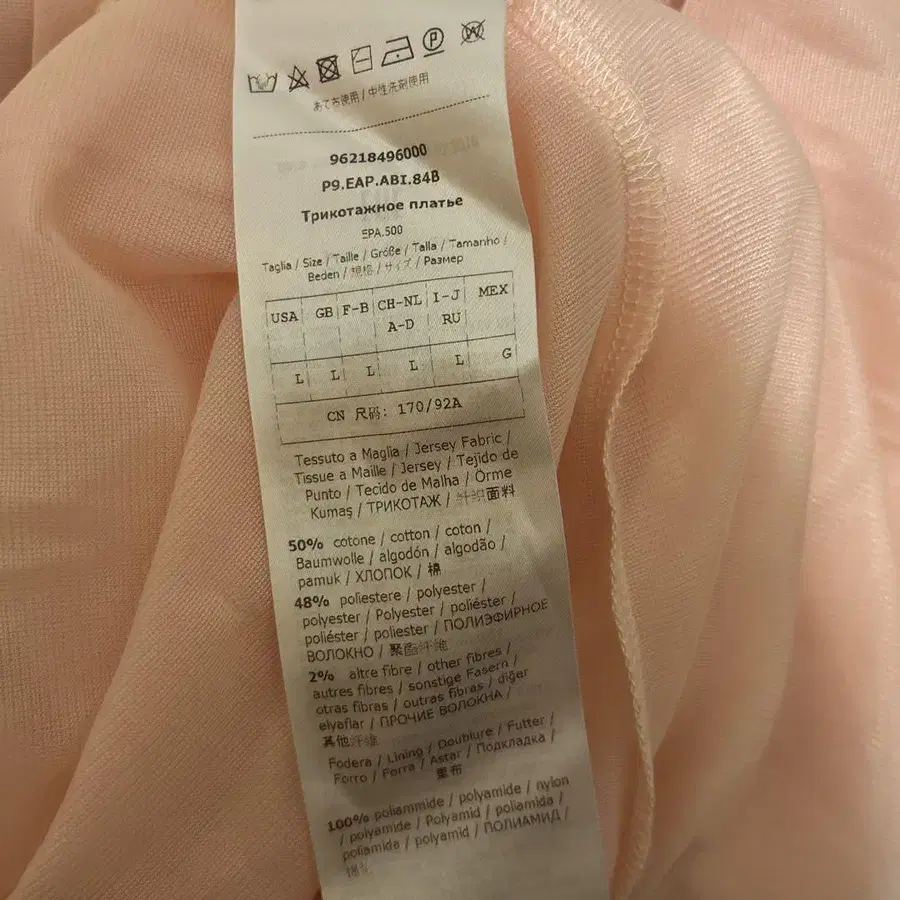 あて布使用 / 中性洗剤使用
96218496000
P9.EAP.ABI.84B
Трикотажное платье
EPA.500
Taglia / Size / Taille / Größe / Talla / Tamanho /
Beden / 規格 / サイズ / Размер
USA GB F-B CH-NL I-J MEX
A-D RU
L L L L L G
CN 尺码: 170/92A
Tessuto a Maglia / Jersey Fabric /
Tissue a Maille / Jersey / Tejido de
Punto / Tecido de Malha / Örme
Kumaş / ТРИКОТАЖ / 针织面料
50% cotone / cotton / coton /
Baumwolle / algodón / algodão /
pamuk / ХЛОПОК / 棉
48% poliestere / polyester /
polyester / Polyester / poliéster /
poliéster / poliester / ПОЛИЭФИРНОЕ
ВОЛОКНО / 聚酯纤维
2% altre fibre / other fibres /
autres fibres / sonstige Fasern /
otras fibras / outras fibras / diğer
elyaflar / ПРОЧИЕ ВОЛОКНА /
其他纤维
Fodera / Lining / Doublure / Futter /
Forro / Forra / Astar / Подкладка /
里布
100% poliammide / polyamide / nylon
/ polyamide / Polyamid / poliamida /
poliamida / polyamid / ПОЛИАМИД /